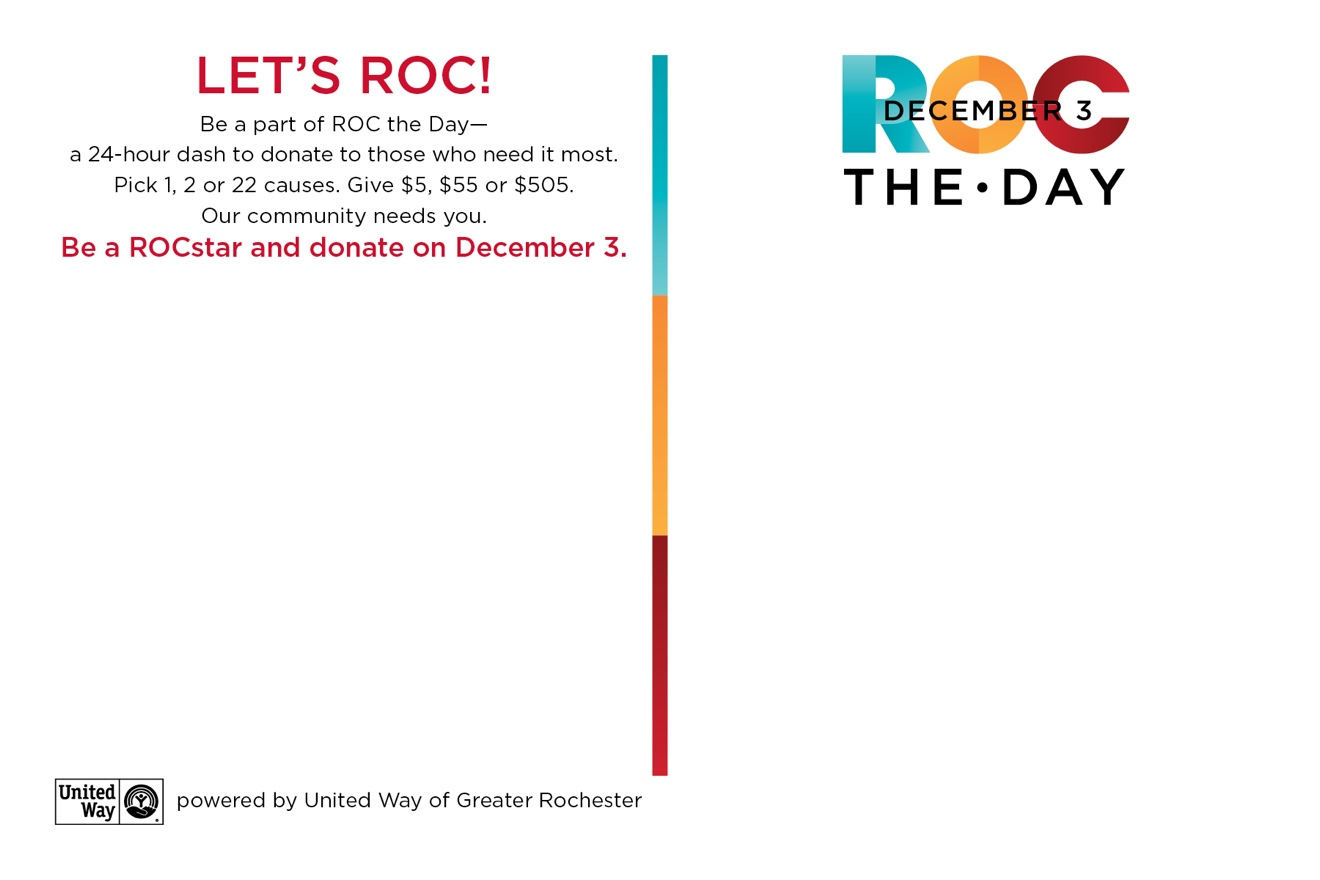 LET’S ROC!
Be a part of ROC the Day—
a 24-hour dash to donate to those who need it most.
Pick 1, 2 or 22 causes. Give $5, $55 or $505.
Our community needs you.
Be a ROCstar and donate on December 3.
United
Way
powered by United Way of Greater Rochester
ROC
DECEMBER 3
THE•DAY